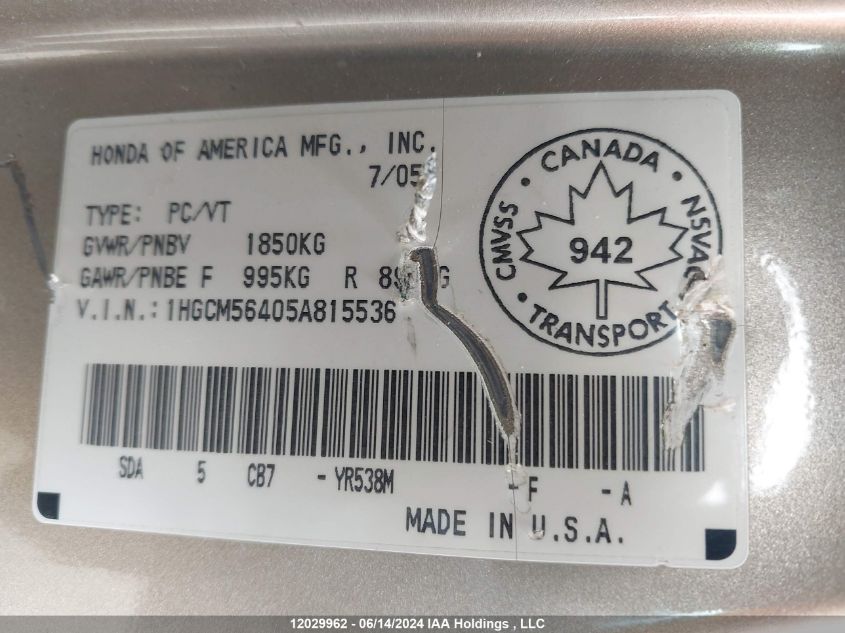 HONDA OF AMERICA MFG., INC.
7/05
TYPE: PC/VT
GVWR/PNBV 1850KG
GAWR/PNBE F 995KG R
V.I.N.: 1HGCM56405A815536
CANADA
CMVSS NSVAC
942
TRANSPORT
SDA 5 CB7 - YR538M - F - A
MADE IN U.S.A.
12029962 - 06/14/2024 IAA Holdings , LLC